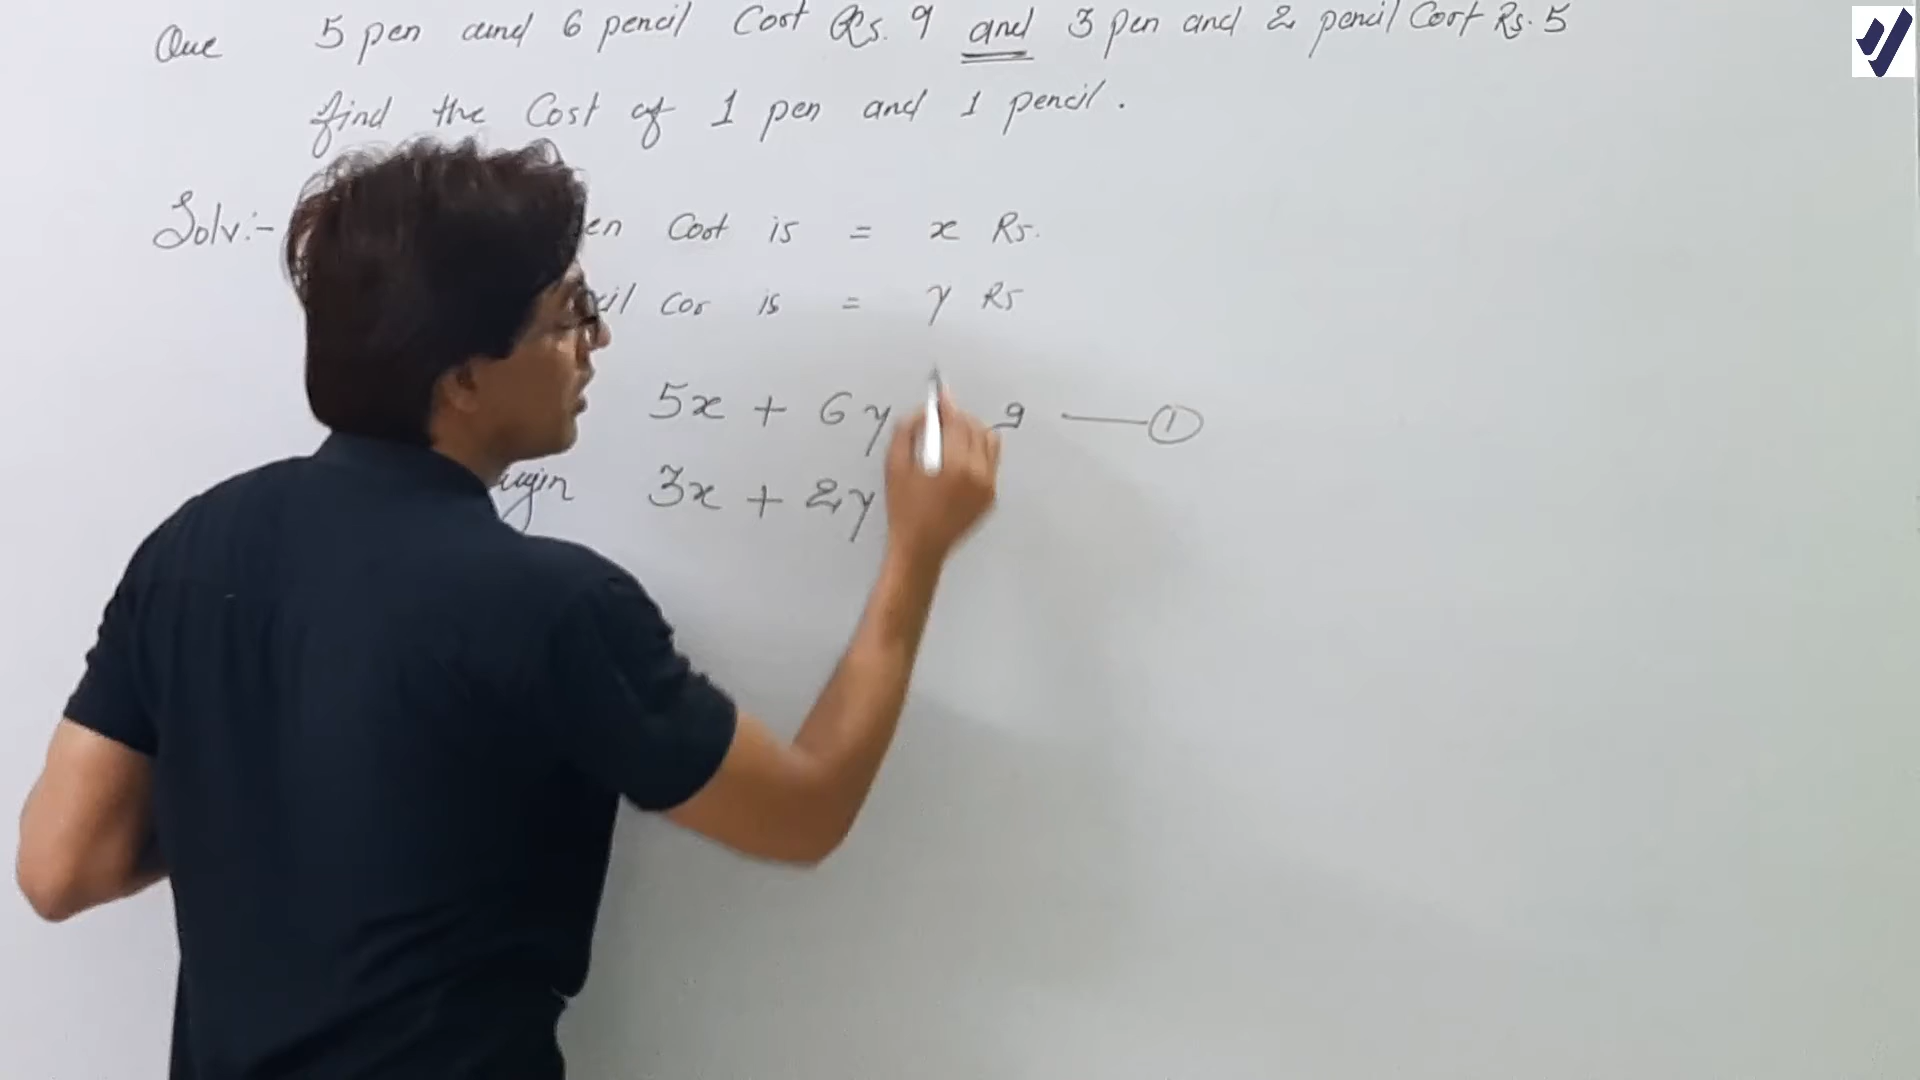 Que 5 pen and 6 pencil Cost Rs. 9 and 3 pen and 2 pencil Cost Rs. 5
find the Cost of 1 pen and 1 pencil.
Solv:- Cost is = x Rs.
Cos is = y Rs
5x + 6y 9 — 1
3x + 2y